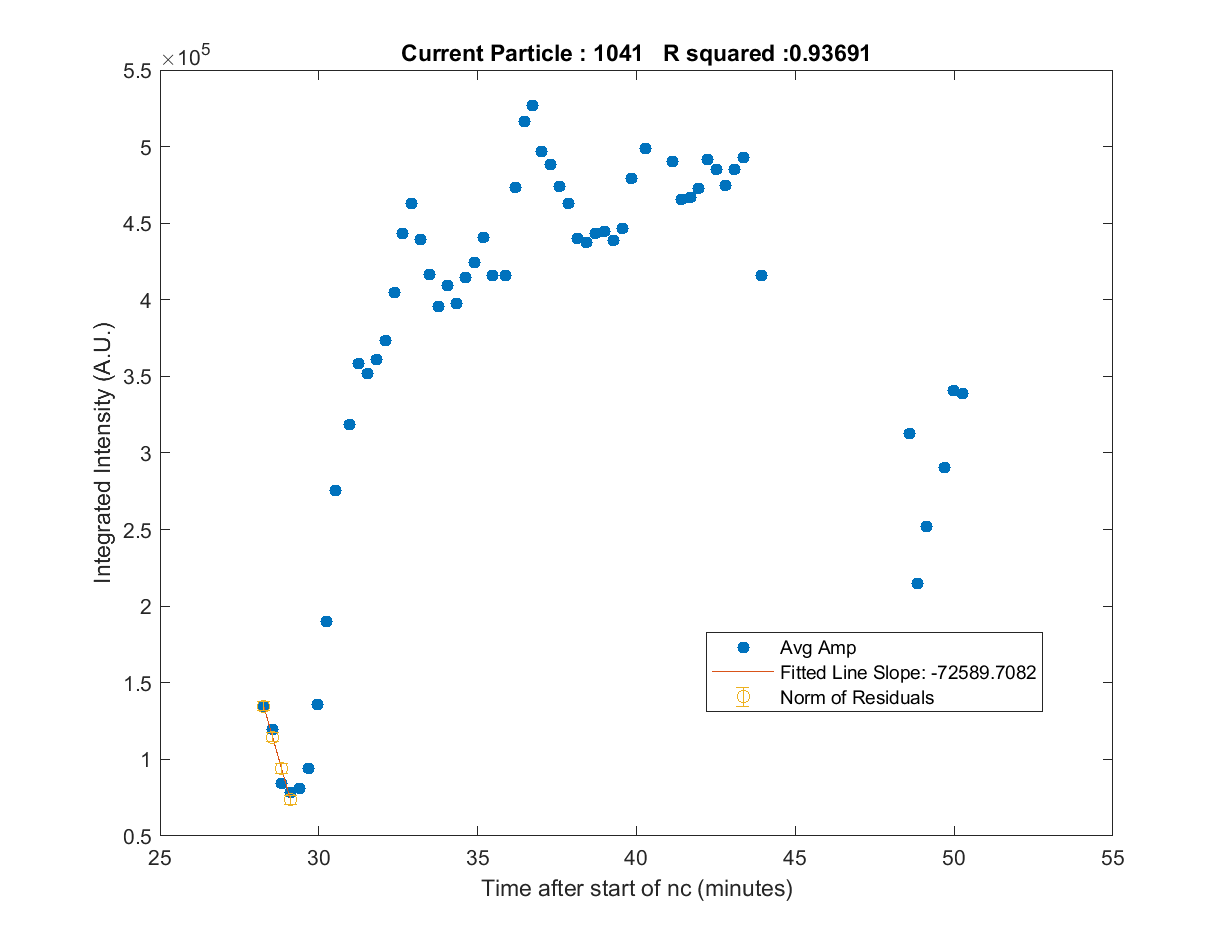 Current Particle : 1041   R squared :0.93691
×10^5
5.5
5
4.5
4
3.5
3
2.5
2
1.5
1
0.5
Integrated Intensity (A.U.)
Avg Amp
Fitted Line Slope: -72589.7082
Norm of Residuals
25 30 35 40 45 50 55
Time after start of nc (minutes)